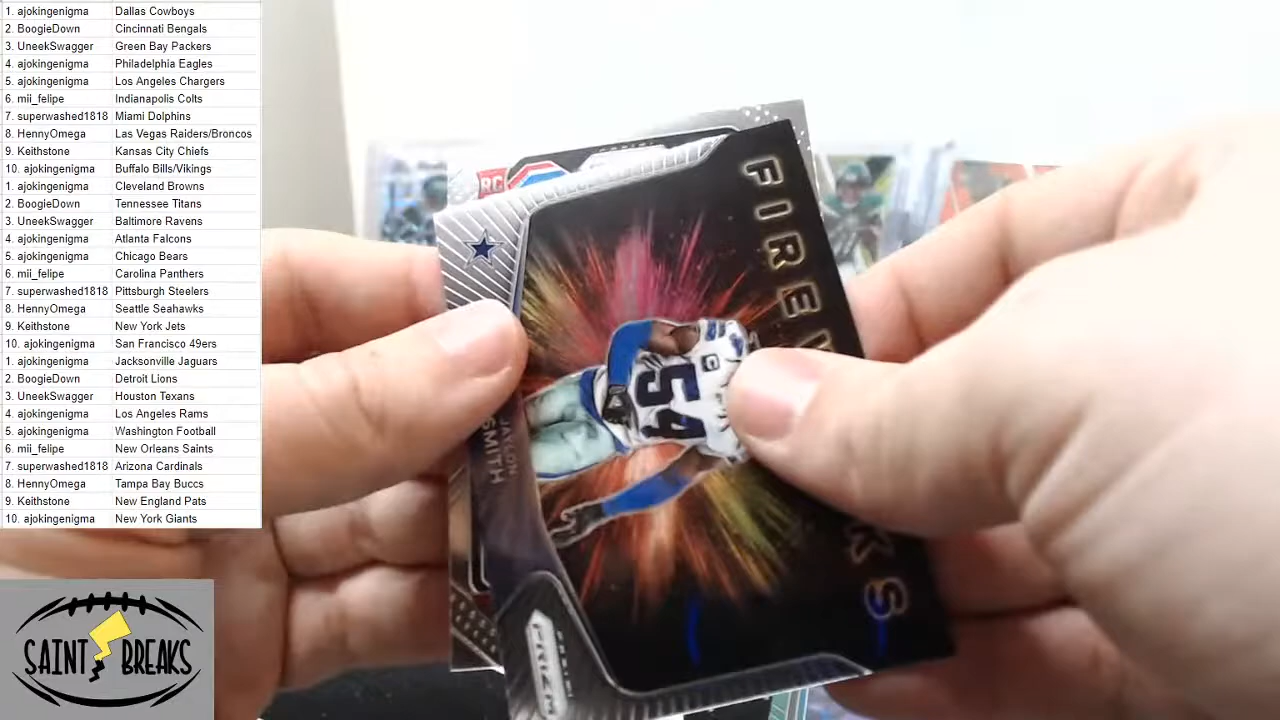 1. ajokingenigma Dallas Cowboys
2. BoogieDown Cincinnati Bengals
3. UneekSwagger Green Bay Packers
4. ajokingenigma Philadelphia Eagles
5. ajokingenigma Los Angeles Chargers
6. mii_felipe Indianapolis Colts
7. superwashed1818 Miami Dolphins
8. HennyOmega Las Vegas Raiders/Broncos
9. Keithstone Kansas City Chiefs
10. ajokingenigma Buffalo Bills/Vikings
1. ajokingenigma Cleveland Browns
2. BoogieDown Tennessee Titans
3. UneekSwagger Baltimore Ravens
4. ajokingenigma Atlanta Falcons
5. ajokingenigma Chicago Bears
6. mii_felipe Carolina Panthers
7. superwashed1818 Pittsburgh Steelers
8. HennyOmega Seattle Seahawks
9. Keithstone New York Jets
10. ajokingenigma San Francisco 49ers
1. ajokingenigma Jacksonville Jaguars
2. BoogieDown Detroit Lions
3. UneekSwagger Houston Texans
4. ajokingenigma Los Angeles Rams
5. ajokingenigma Washington Football
6. mii_felipe New Orleans Saints
7. superwashed1818 Arizona Cardinals
8. HennyOmega Tampa Bay Buccs
9. Keithstone New England Pats
10. ajokingenigma New York Giants
SAINT BREAKS
RC
54
C
JAYLON
SMITH
PANINI
PRIZM